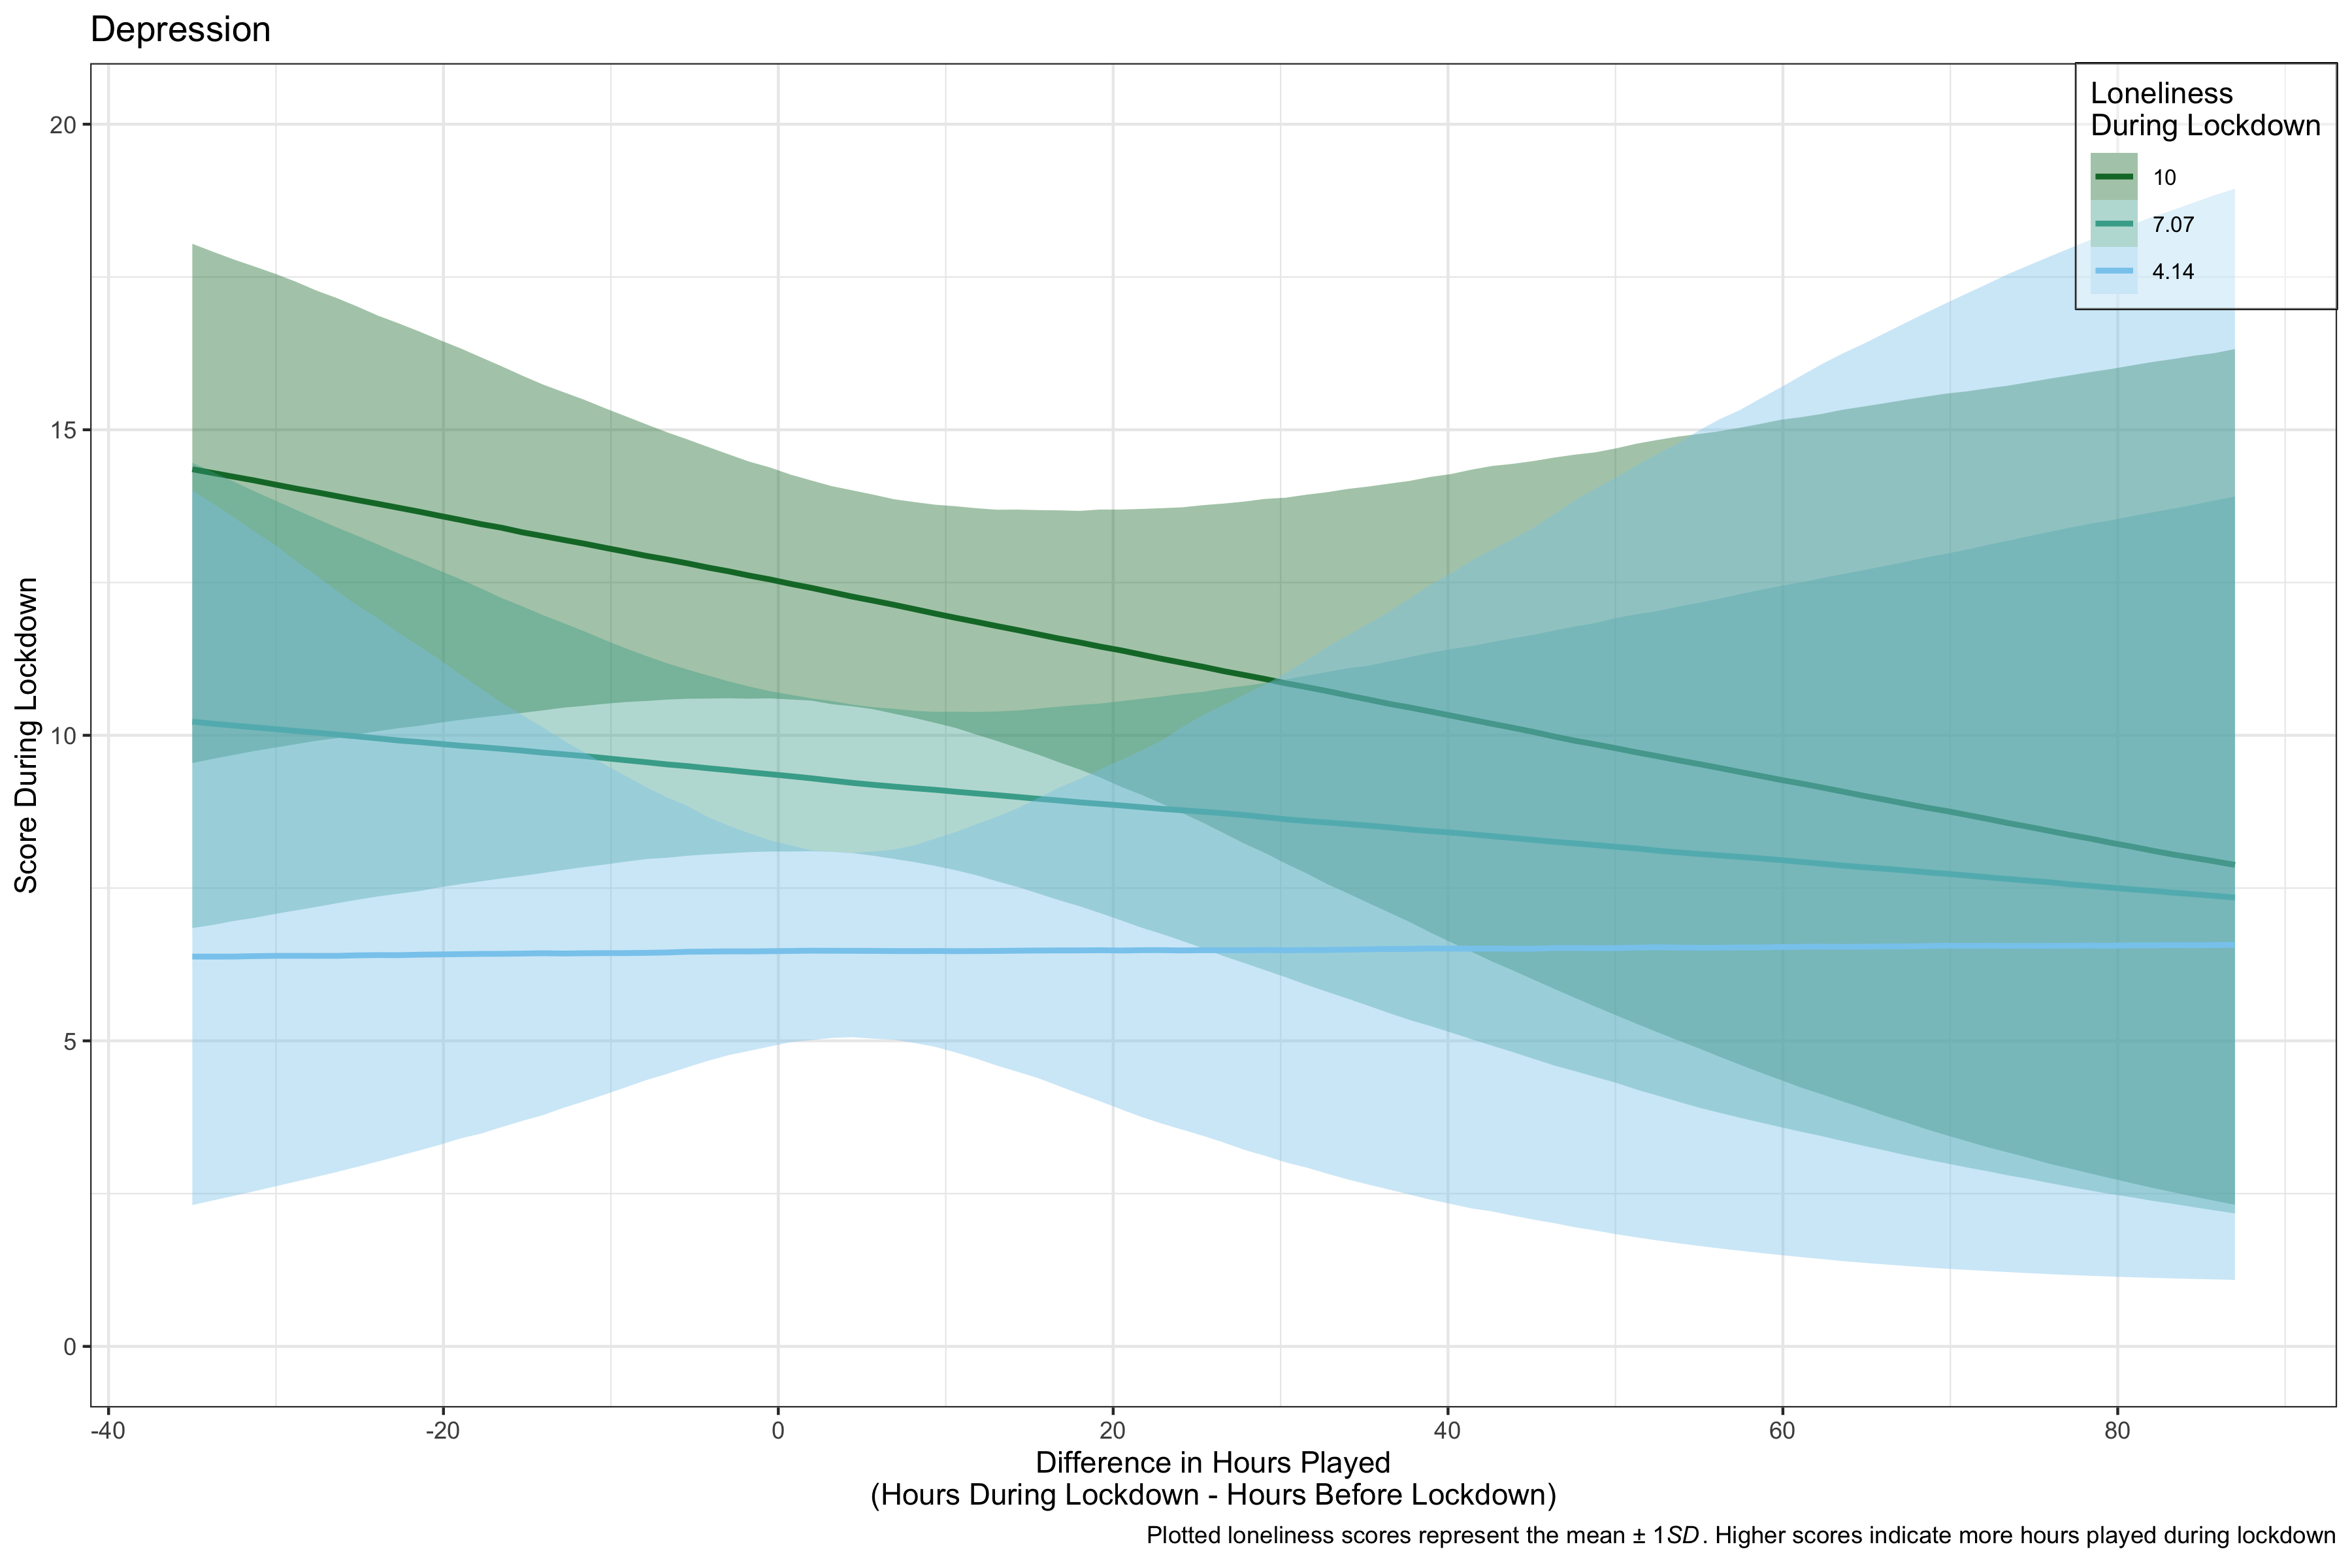 Depression
Loneliness
During Lockdown
10
7.07
4.14
Score During Lockdown
20
15
10
5
0
-40 -20 0 20 40 60 80
Difference in Hours Played
(Hours During Lockdown - Hours Before Lockdown)
Plotted loneliness scores represent the mean ± 1SD. Higher scores indicate more hours played during lockdown